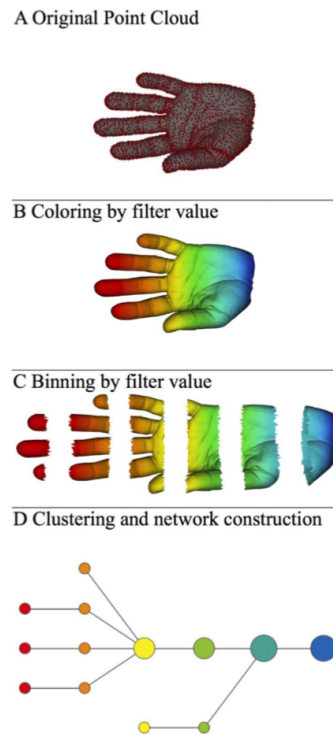 A Original Point Cloud
B Coloring by filter value
C Binning by filter value
D Clustering and network construction